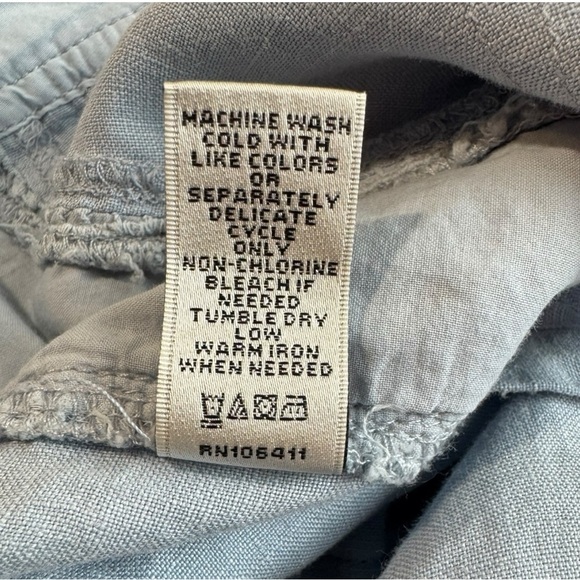 MACHINE WASH
COLD WITH
LIKE COLORS
OR
SEPARATELY
DELICATE
CYCLE
ONLY
NON-CHLORINE
BLEACH IF
NEEDED
TUMBLE DRY
LOW
WARM IRON
WHEN NEEDED
RN106411